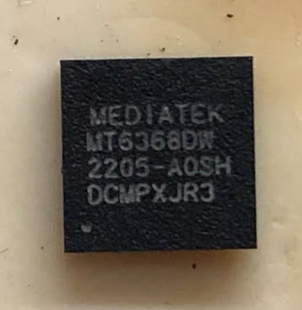 MEDIATEK
MT6368DW
2205-A0SH
DCMPXJR3